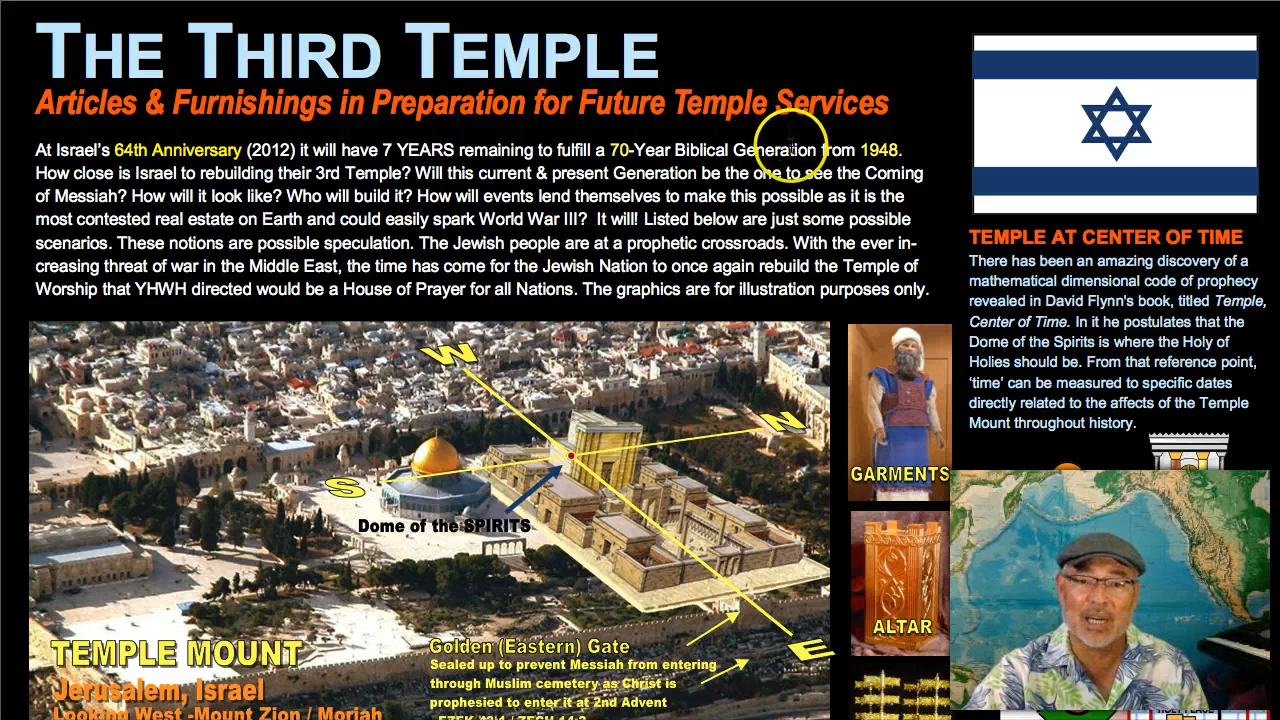 THE THIRD TEMPLE
Articles & Furnishings in Preparation for Future Temple Services
At Israel's 64th Anniversary (2012) it will have 7 YEARS remaining to fulfill a 70-Year Biblical Generation from 1948.
How close is Israel to rebuilding their 3rd Temple? Will this current & present Generation be the one to see the Coming
of Messiah? How will it look like? Who will build it? How will events lend themselves to make this possible as it is the
most contested real estate on Earth and could easily spark World War III? It will! Listed below are just some possible
scenarios. These notions are possible speculation. The Jewish people are at a prophetic crossroads. With the ever in-
creasing threat of war in the Middle East, the time has come for the Jewish Nation to once again rebuild the Temple of
Worship that YHWH directed would be a House of Prayer for all Nations. The graphics are for illustration purposes only.
TEMPLE AT CENTER OF TIME
There has been an amazing discovery of a
mathematical dimensional code of prophecy
revealed in David Flynn's book, titled Temple,
Center of Time. In it he postulates that the
Dome of the Spirits is where the Holy of
Holies should be. From that reference point,
'time' can be measured to specific dates
directly related to the affects of the Temple
Mount throughout history.
W
N
S
E
Dome of the SPIRITS
GARMENTS
ALTAR
TEMPLE MOUNT
Jerusalem, Israel
Looking West -Mount Zion / Moriah
Golden (Eastern) Gate
Sealed up to prevent Messiah from entering
through Muslim cemetery as Christ is
prophesied to enter it at 2nd Advent
HOLY PLACE